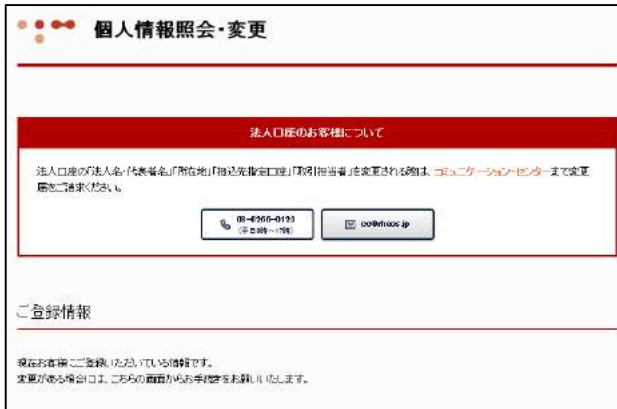 個人情報照会・変更
法人口座のお客様について
法人口座の「法人名・代表者名」「所在地」「振込先指定口座」「取引担当者」を変更される際は、コミュニケーション・センターまで変更
届をご請求ください。
(平日8時～17時)
ご登録情報
現在お客様にご登録いただいている情報です。
変更がある場合には、こちらの画面からお手続きをお願いいたします。